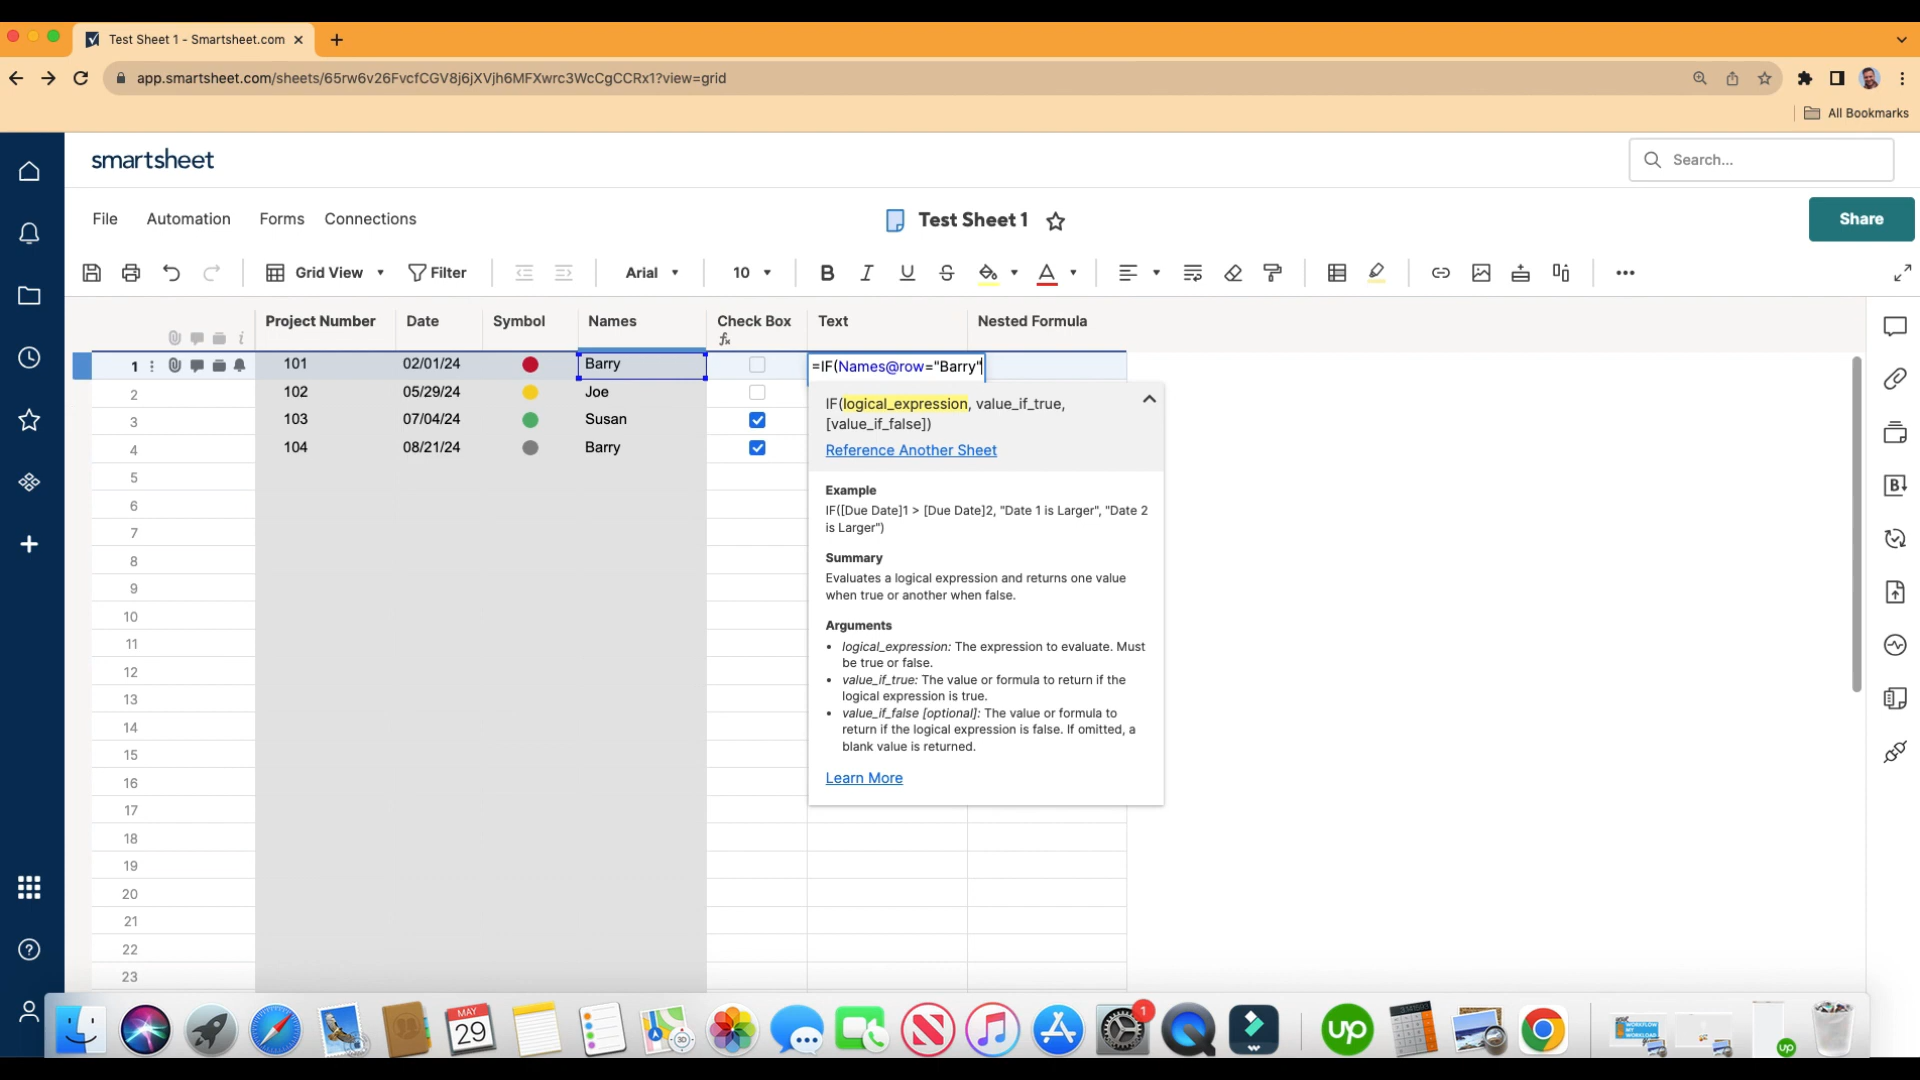 Test Sheet 1 - Smartsheet.com
app.smartsheet.com/sheets/65rw6v26FvcfCGV8j6jXVjh6MFXwrc3WcCgCCRx1?view=grid
All Bookmarks
smartsheet
Search...
File Automation Forms Connections
Test Sheet 1
Share
Grid View Filter Arial 10
Project Number Date Symbol Names Check Box Text Nested Formula
fx
1 101 02/01/24 Barry =IF(Names@row="Barry"
2 102 05/29/24 Joe
3 103 07/04/24 Susan
4 104 08/21/24 Barry
5
6
7
8
9
10
11
12
13
14
15
16
17
18
19
20
21
22
23
IF(logical_expression, value_if_true,
[value_if_false])
Reference Another Sheet
Example
IF([Due Date]1 > [Due Date]2, "Date 1 is Larger", "Date 2
is Larger")
Summary
Evaluates a logical expression and returns one value
when true or another when false.
Arguments
• logical_expression: The expression to evaluate. Must
be true or false.
• value_if_true: The value or formula to return if the
logical expression is true.
• value_if_false [optional]: The value or formula to
return if the logical expression is false. If omitted, a
blank value is returned.
Learn More
MAY
29
1
up
WORKFLOW
up